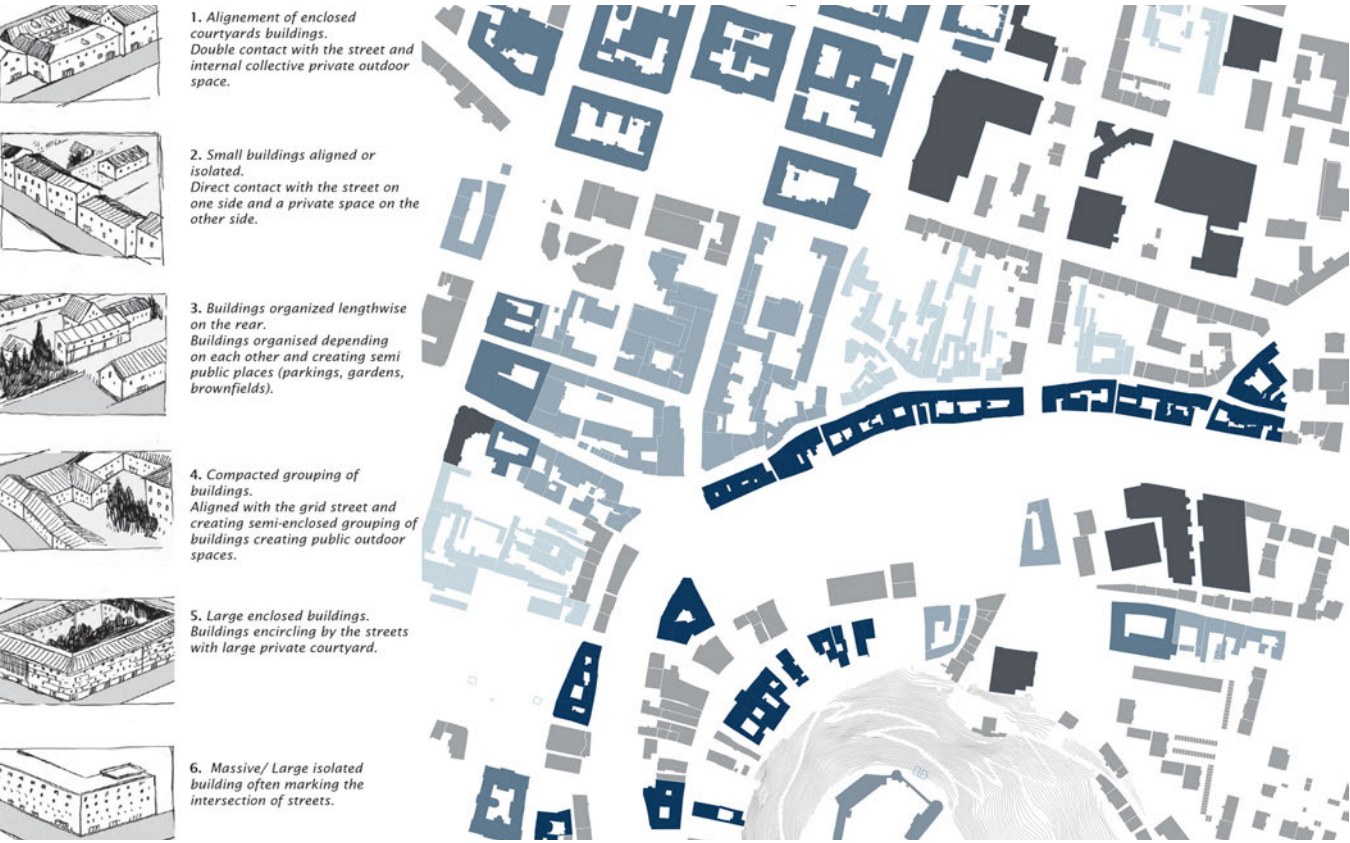 1. Alignement of enclosed
courtyards buildings.
Double contact with the street and
internal collective private outdoor
space.
2. Small buildings aligned or
isolated.
Direct contact with the street on
one side and a private space on the
other side.
3. Buildings organized lengthwise
on the rear.
Buildings organised depending
on each other and creating semi
public places (parkings, gardens,
brownfields).
4. Compacted grouping of
buildings.
Aligned with the grid street and
creating semi-enclosed grouping of
buildings creating public outdoor
spaces.
5. Large enclosed buildings.
Buildings encircling by the streets
with large private courtyard.
6. Massive/ Large isolated
building often marking the
intersection of streets.